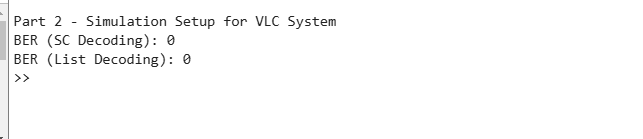 Part 2 - Simulation Setup for VLC System
BER (SC Decoding): 0
BER (List Decoding): 0
>>